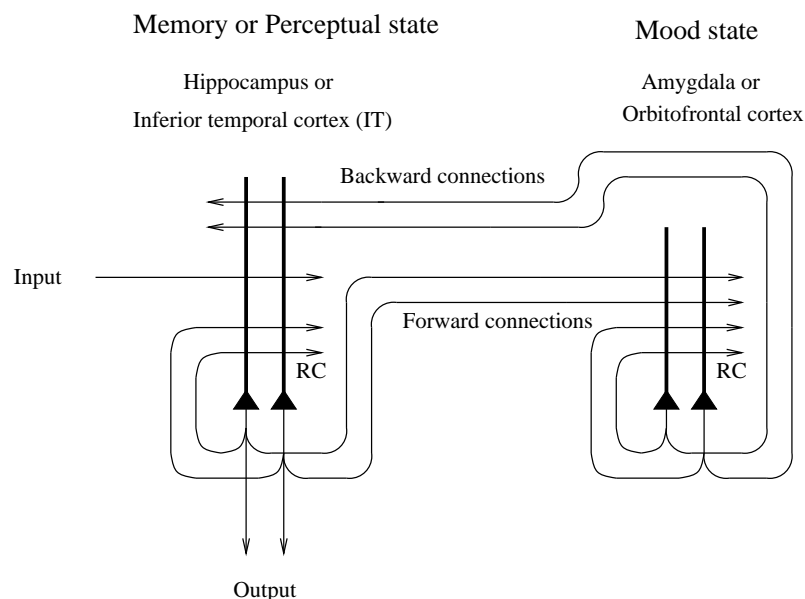 Memory or Perceptual state
Mood state
Hippocampus or
Inferior temporal cortex (IT)
Amygdala or
Orbitofrontal cortex
Backward connections
Input
Forward connections
RC
RC
Output